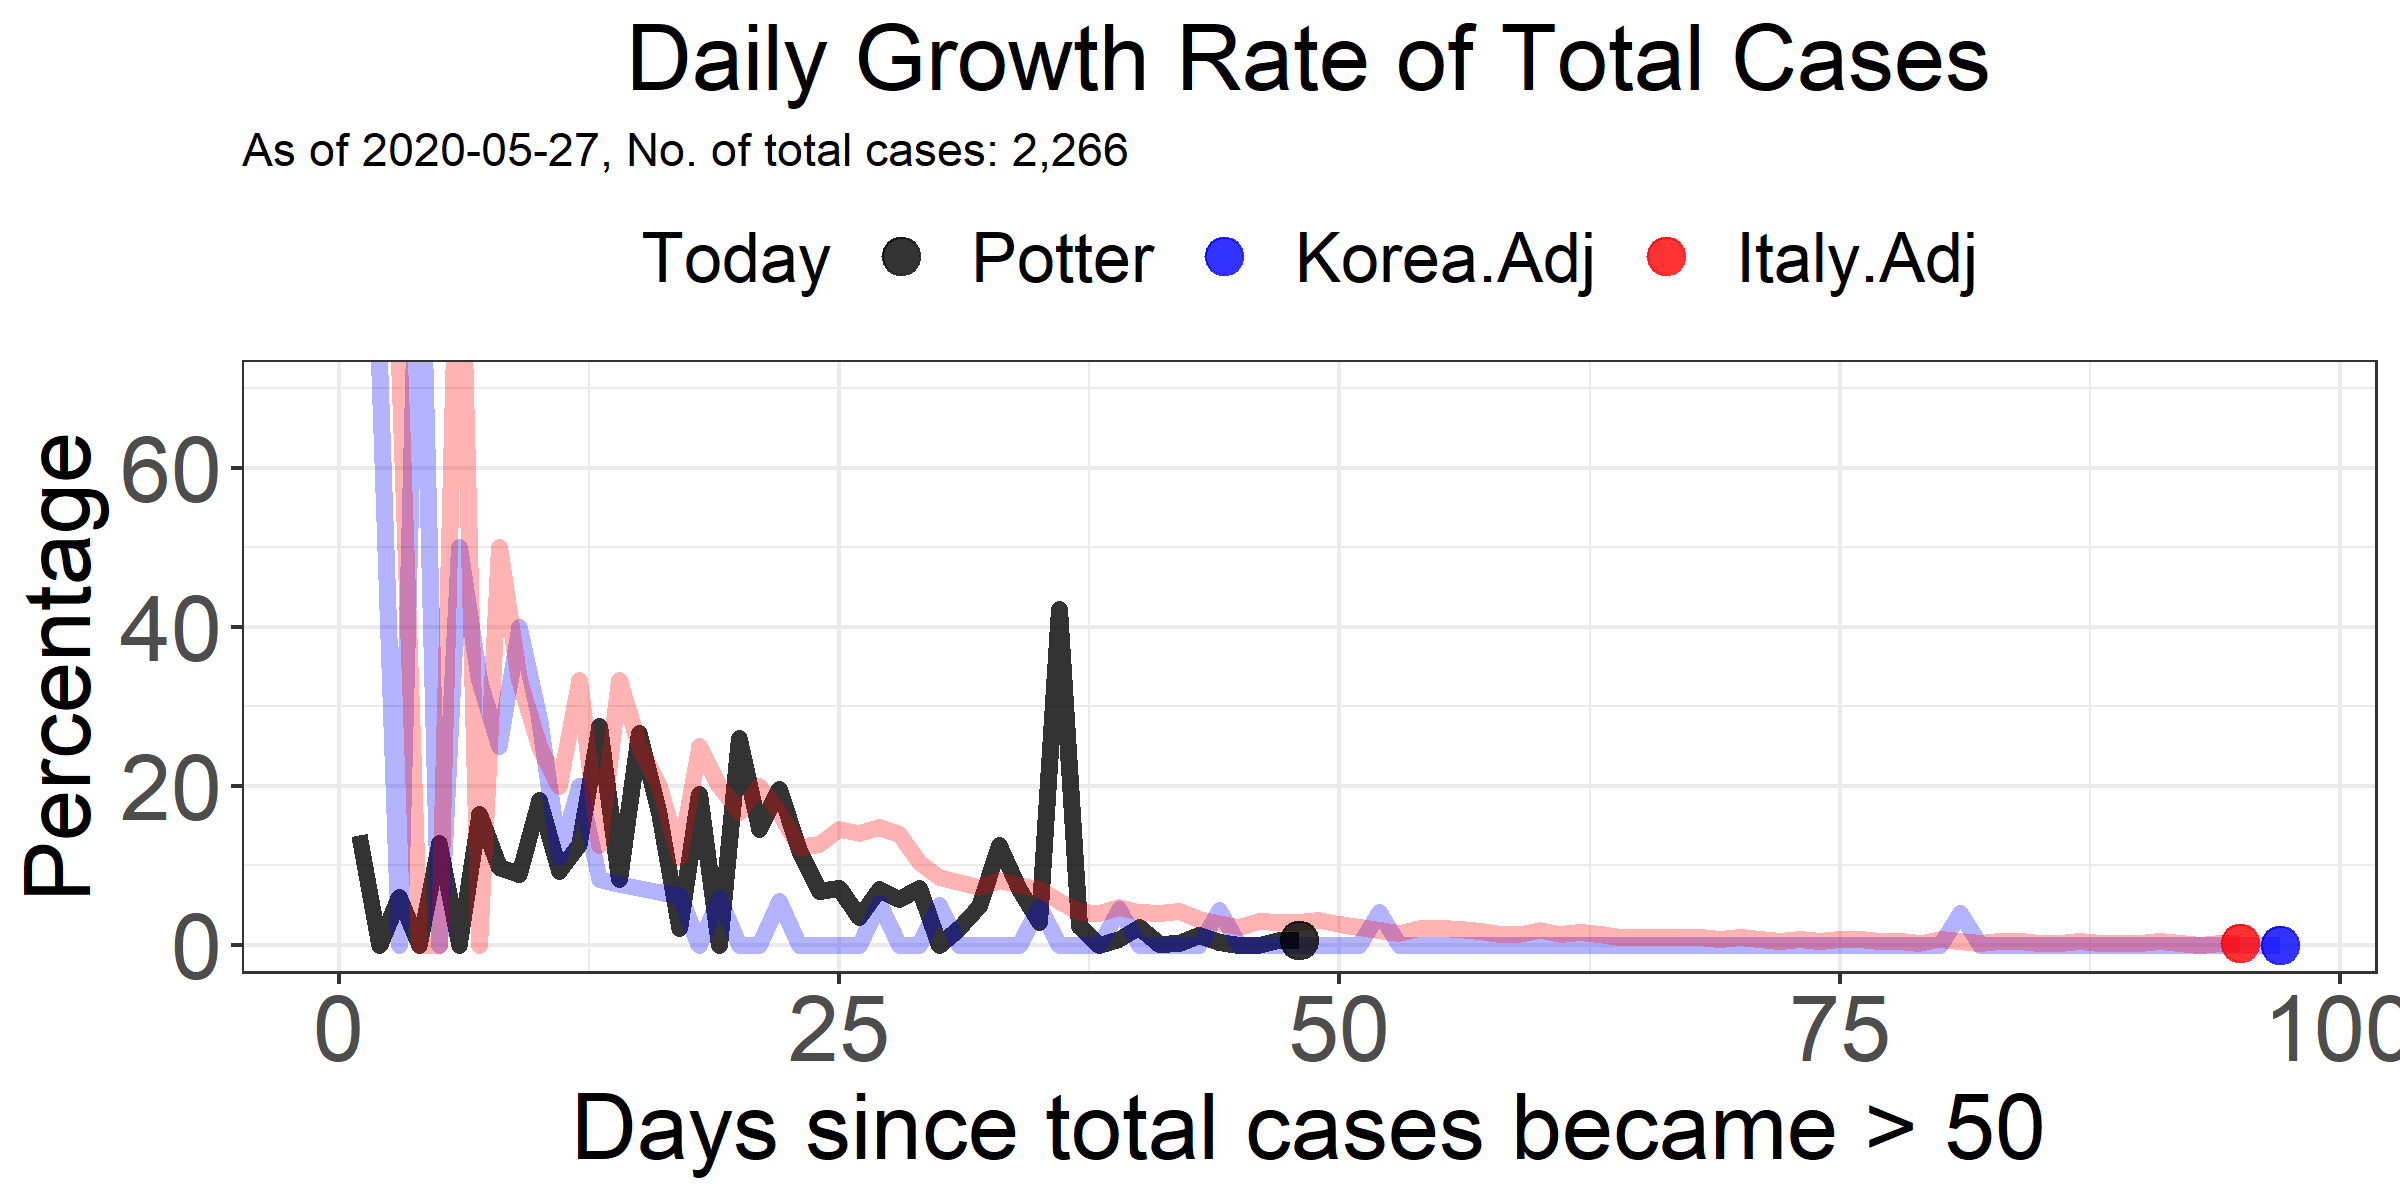 Daily Growth Rate of Total Cases
As of 2020-05-27, No. of total cases: 2,266
Today Potter Korea.Adj Italy.Adj
Percentage
60
40
20
0
0 25 50 75 100
Days since total cases became > 50